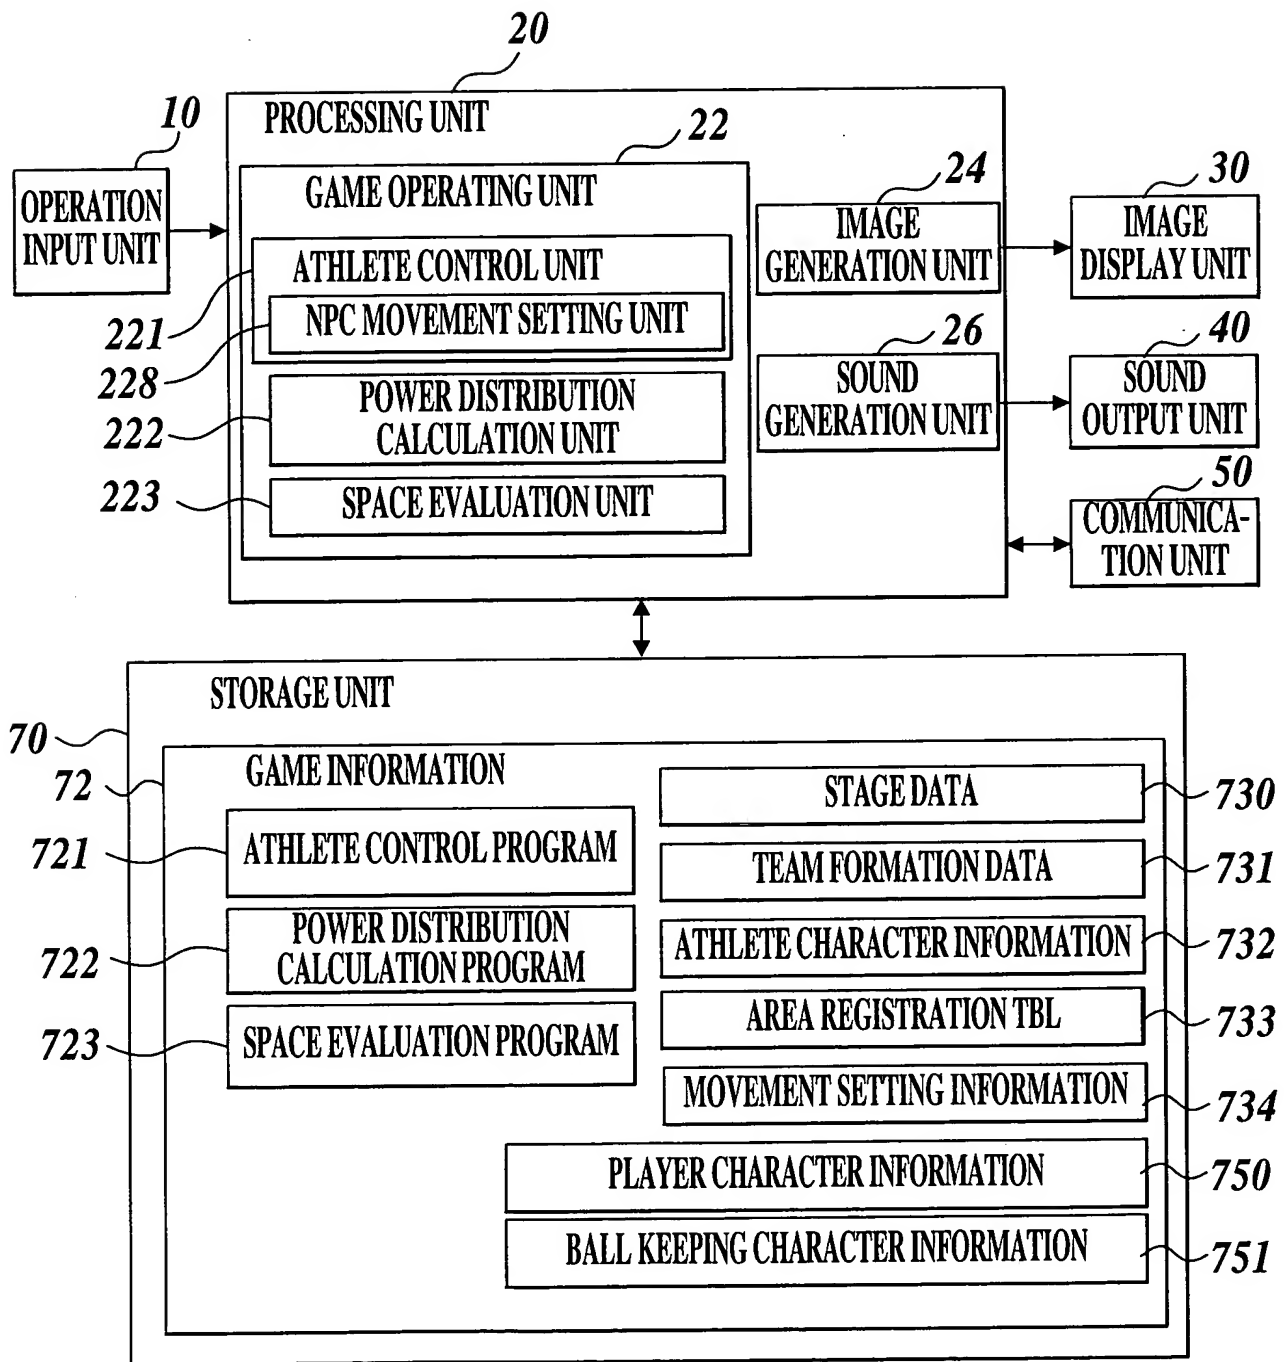 20
PROCESSING UNIT
10
22
OPERATION
INPUT UNIT
GAME OPERATING UNIT
24
IMAGE
GENERATION UNIT
30
IMAGE
DISPLAY UNIT
ATHLETE CONTROL UNIT
221
NPC MOVEMENT SETTING UNIT
228
26
SOUND
GENERATION UNIT
40
SOUND
OUTPUT UNIT
POWER DISTRIBUTION
CALCULATION UNIT
222
223
SPACE EVALUATION UNIT
50
COMMUNICA-
TION UNIT
STORAGE UNIT
70
72
GAME INFORMATION
721
ATHLETE CONTROL PROGRAM
POWER DISTRIBUTION
CALCULATION PROGRAM
722
723
SPACE EVALUATION PROGRAM
STAGE DATA
730
TEAM FORMATION DATA
731
ATHLETE CHARACTER INFORMATION
732
AREA REGISTRATION TBL
733
MOVEMENT SETTING INFORMATION
734
PLAYER CHARACTER INFORMATION
750
BALL KEEPING CHARACTER INFORMATION
751